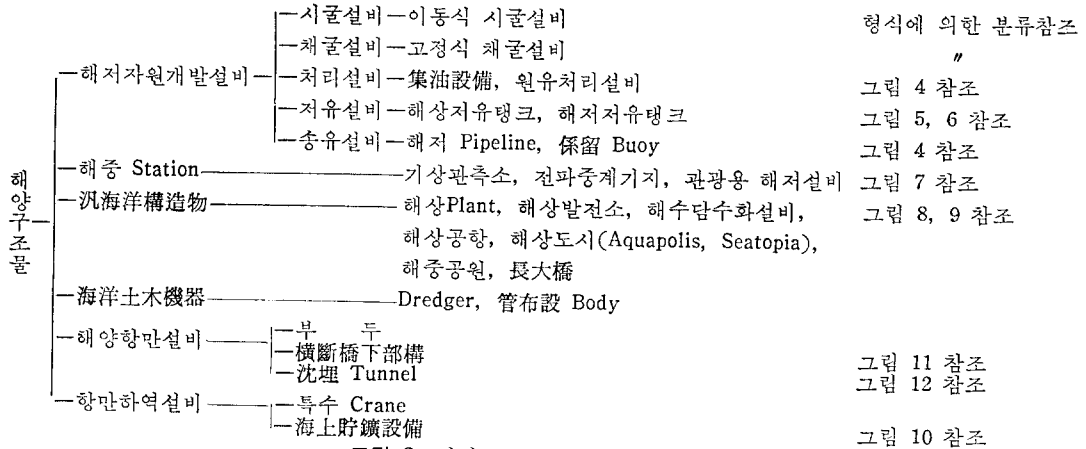 시굴설비 이동식 시굴설비 형식에 의한 분류참조
채굴설비 고정식 채굴설비 〃
해저자원개발설비 처리설비 集油設備, 원유처리설비 그림 4 참조
저유설비 해상저유탱크, 해저저유탱크 그림 5, 6 참조
송유설비 해저 Pipeline, 係留 Buoy 그림 4 참조
해중 Station 기상관측소, 전파중계기지, 관광용 해저설비 그림 7 참조
해양구조물
汎海洋構造物 해상Plant, 해상발전소, 해수담수화설비, 그림 8, 9 참조
해상공항, 해상도시(Aquapolis, Seatopia),
해중공원, 長大橋
海洋土木機器 Dredger, 管布設 Body
해양항만설비 부 두
橫斷橋下部構 그림 11 참조
沈埋 Tunnel 그림 12 참조
항만하역설비 특수 Crane
海上貯鑛設備 그림 10 참조